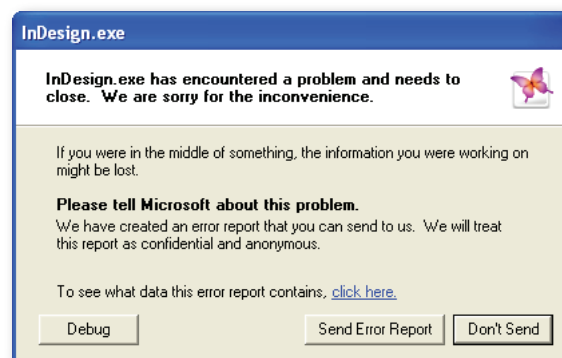 InDesign.exe
InDesign.exe has encountered a problem and needs to
close. We are sorry for the inconvenience.
If you were in the middle of something, the information you were working on
might be lost.
Please tell Microsoft about this problem.
We have created an error report that you can send to us. We will treat
this report as confidential and anonymous.
To see what data this error report contains, click here.
Debug
Send Error Report
Don't Send